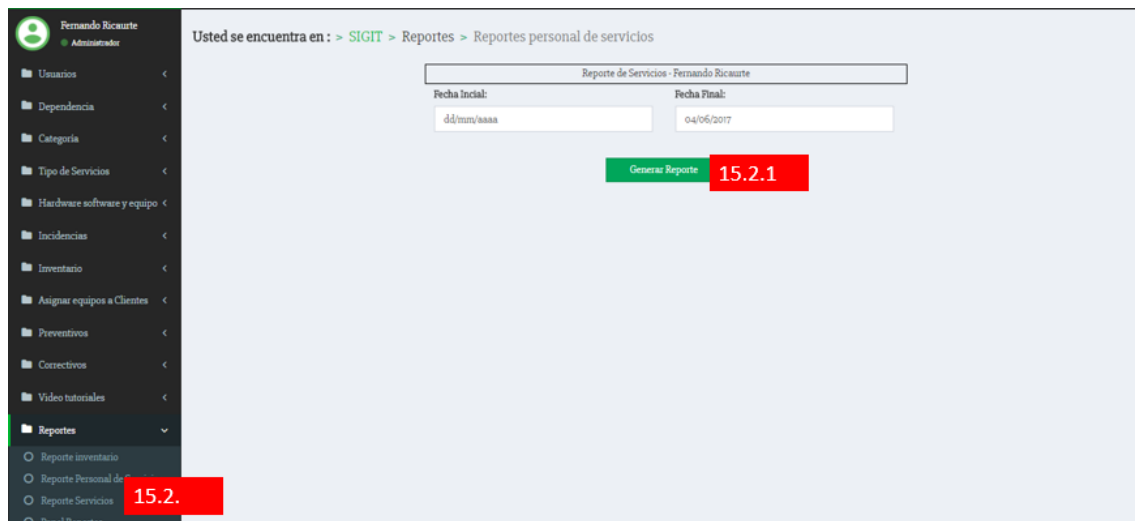 Fernando Ricaurte
Administrador
Usted se encuentra en : > SIGIT > Reportes > Reportes personal de servicios
Usuarios
Dependencia
Categoría
Tipo de Servicios
Hardware software y equipo
Incidencias
Inventario
Asignar equipos a Clientes
Preventivos
Correctivos
Video tutoriales
Reportes
Reporte inventario
Reporte Personal de
Reporte Servicios
15.2.
Reporte de Servicios - Fernando Ricaurte
Fecha Incial:
Fecha Final:
dd/mm/aaaa
04/06/2017
Generar Reporte
15.2.1